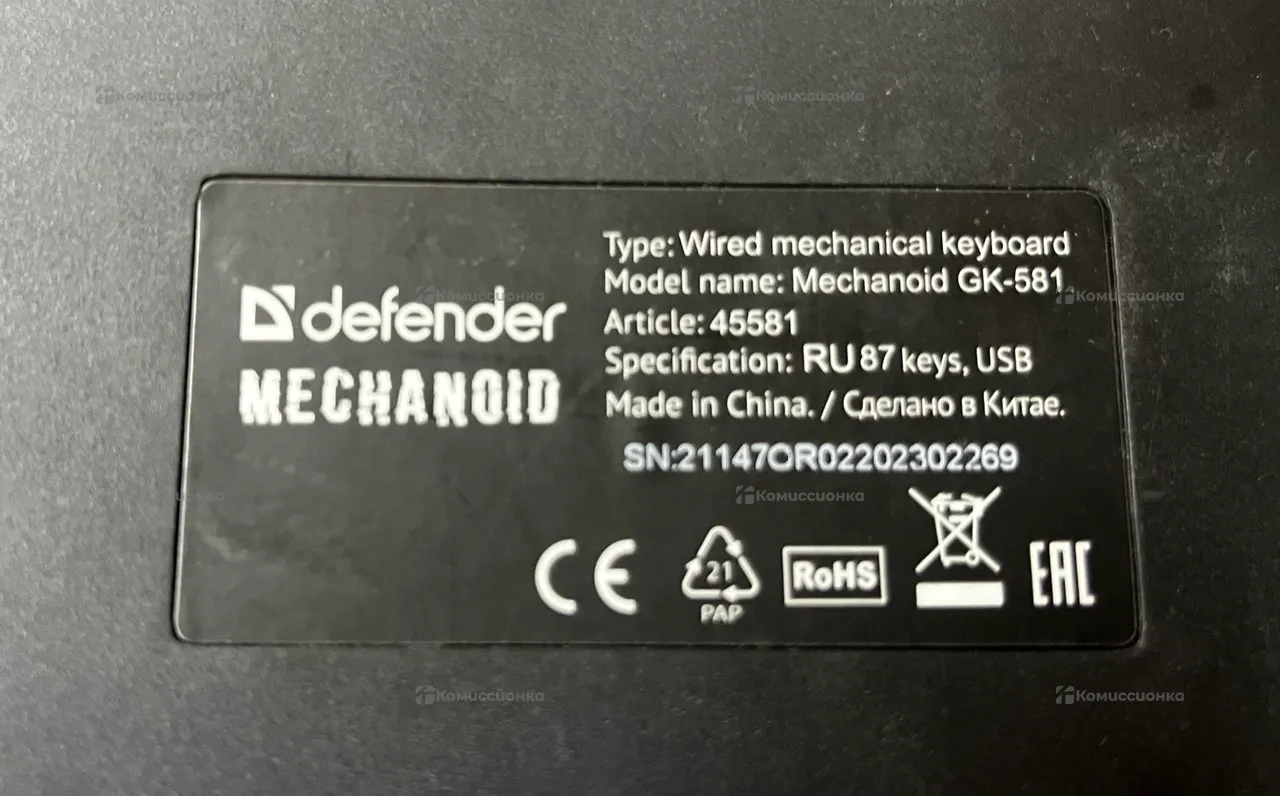 defender
MECHANOID
Type: Wired mechanical keyboard
Model name: Mechanoid GK-581
Article: 45581
Specification: RU 87 keys, USB
Made in China. / Сделано в Китае.
SN:21147OR02202302269
CE
21
PAP
RoHS
EAC
Комиссионка
Комиссионка
Комиссионка
Комиссионка
Комиссионка
Комиссионка
Комиссионка